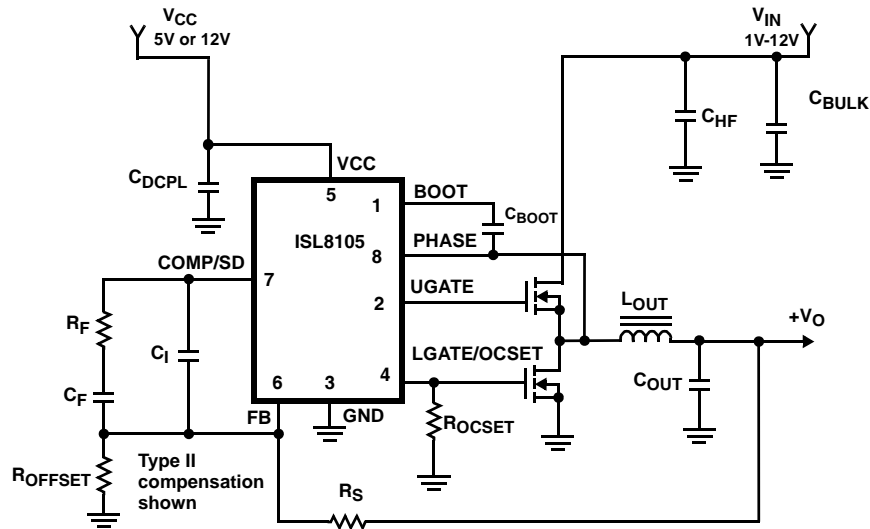 VCC
5V or 12V
VIN
1V-12V
CHF
CBULK
VCC
CDCPL
5
BOOT
1
CBOOT
ISL8105
PHASE
8
COMP/SD
7
UGATE
2
LOUT
+VO
RF
CI
LGATE/OCSET
4
COUT
CF
6
3
FB
GND
ROCSET
ROFFSET
Type II
compensation
shown
RS